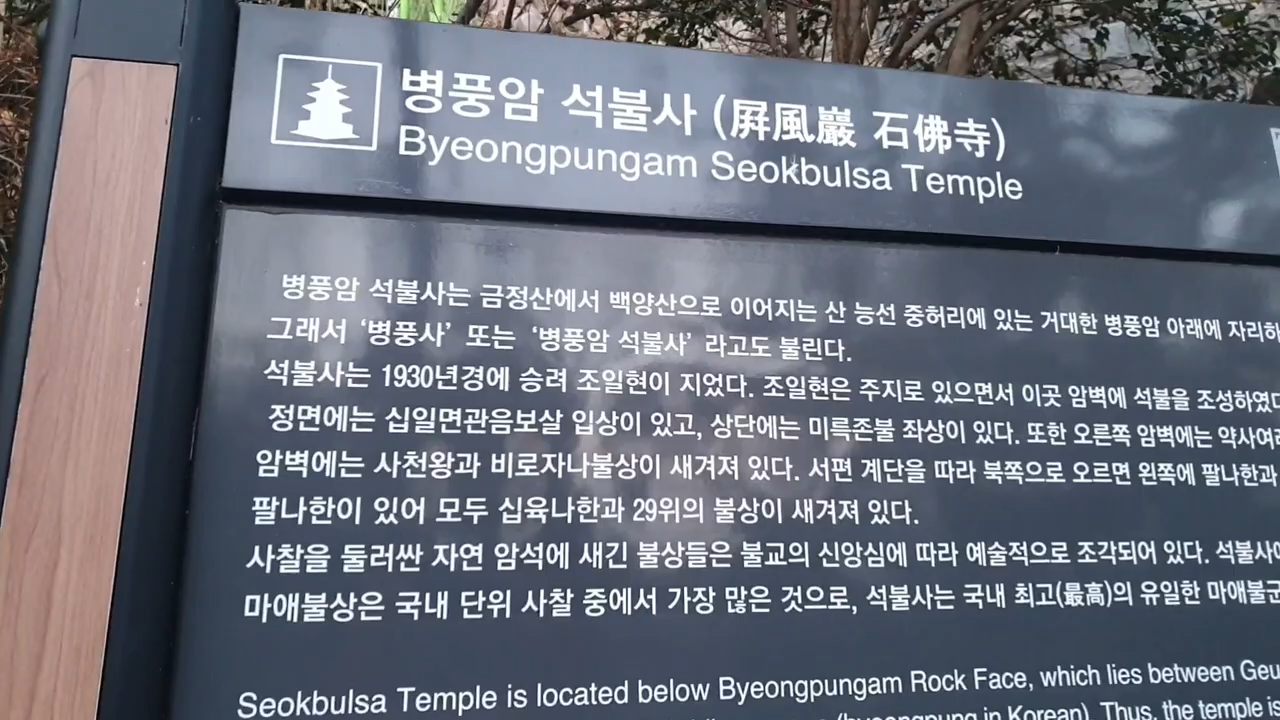 병풍암 석불사 (屛風巖 石佛寺)
Byeongpungam Seokbulsa Temple
병풍암 석불사는 금정산에서 백양산으로 이어지는 산 능선 중허리에 있는 거대한 병풍암 아래에 자리하
그래서 ‘병풍사’ 또는 ‘병풍암 석불사’ 라고도 불린다.
석불사는 1930년경에 승려 조일현이 지었다. 조일현은 주지로 있으면서 이곳 암벽에 석불을 조성하였다
정면에는 십일면관음보살 입상이 있고, 상단에는 미륵존불 좌상이 있다. 또한 오른쪽 암벽에는 약사여래
암벽에는 사천왕과 비로자나불상이 새겨져 있다. 서편 계단을 따라 북쪽으로 오르면 왼쪽에 팔나한과
팔나한이 있어 모두 십육나한과 29위의 불상이 새겨져 있다.
사찰을 둘러싼 자연 암석에 새긴 불상들은 불교의 신앙심에 따라 예술적으로 조각되어 있다. 석불사
마애불상은 국내 단위 사찰 중에서 가장 많은 것으로, 석불사는 국내 최고(最高)의 유일한 마애불군
Seokbulsa Temple is located below Byeongpungam Rock Face, which lies between Geu
(byeongpung in Korean). Thus, the temple is